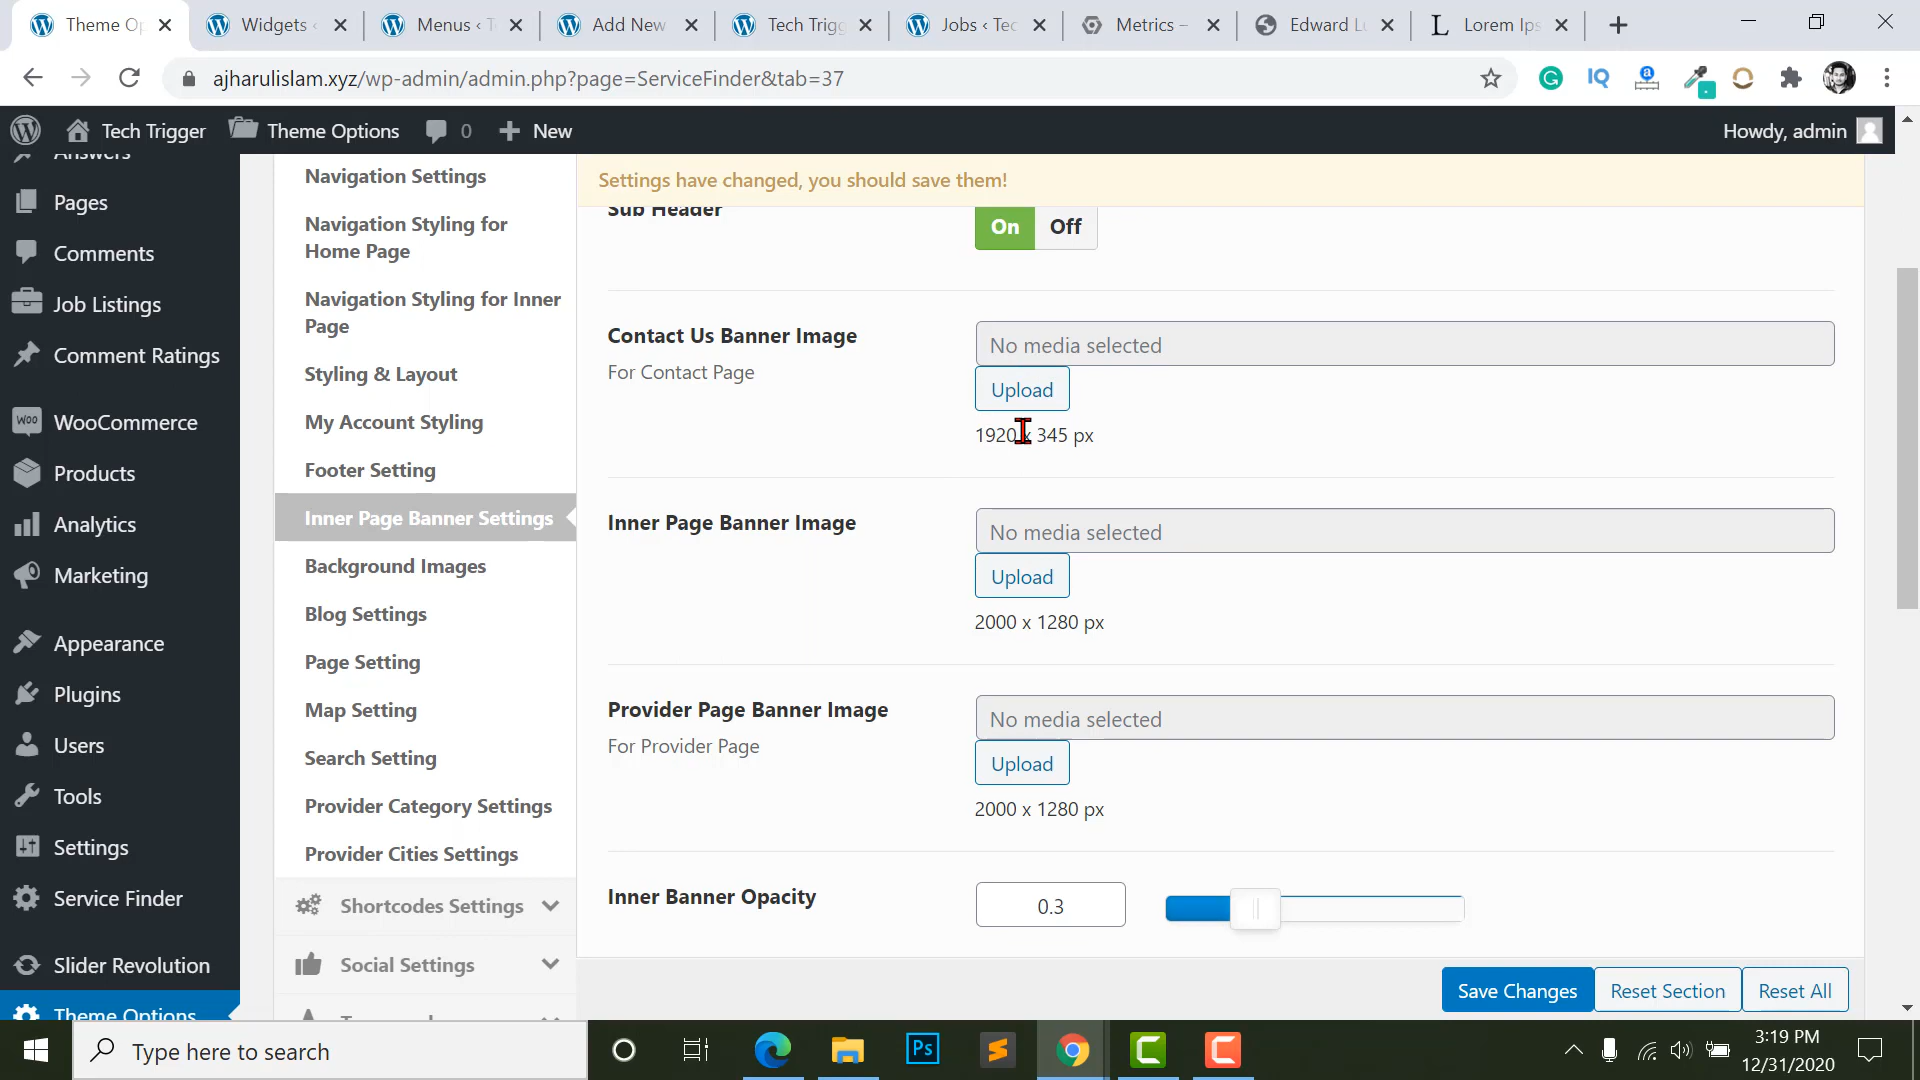 Theme Op
Widgets ‹
Menus ‹ T
Add New
Tech Trigg
Jobs ‹ Tec
Metrics –
Edward Lu
Lorem Ips
ajharulislam.xyz/wp-admin/admin.php?page=ServiceFinder&tab=37
Tech Trigger
Theme Options
0
New
Howdy, admin
Answers
Pages
Comments
Job Listings
Comment Ratings
WooCommerce
Products
Analytics
Marketing
Appearance
Plugins
Users
Tools
Settings
Service Finder
Slider Revolution
Theme Options
Navigation Settings
Navigation Styling for
Home Page
Navigation Styling for Inner
Page
Styling & Layout
My Account Styling
Footer Setting
Inner Page Banner Settings
Background Images
Blog Settings
Page Setting
Map Setting
Search Setting
Provider Category Settings
Provider Cities Settings
Shortcodes Settings
Social Settings
Settings have changed, you should save them!
Sub Header
On Off
Contact Us Banner Image
For Contact Page
No media selected
Upload
1920 x 345 px
Inner Page Banner Image
No media selected
Upload
2000 x 1280 px
Provider Page Banner Image
For Provider Page
No media selected
Upload
2000 x 1280 px
Inner Banner Opacity
0.3
Save Changes
Reset Section
Reset All
Type here to search
Ps
3:19 PM
12/31/2020